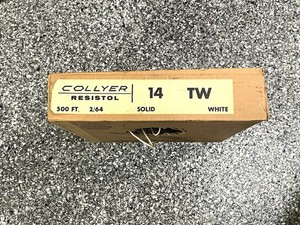 COLLYER
RESISTOL
14 TW
500 FT. 2/64 SOLID WHITE